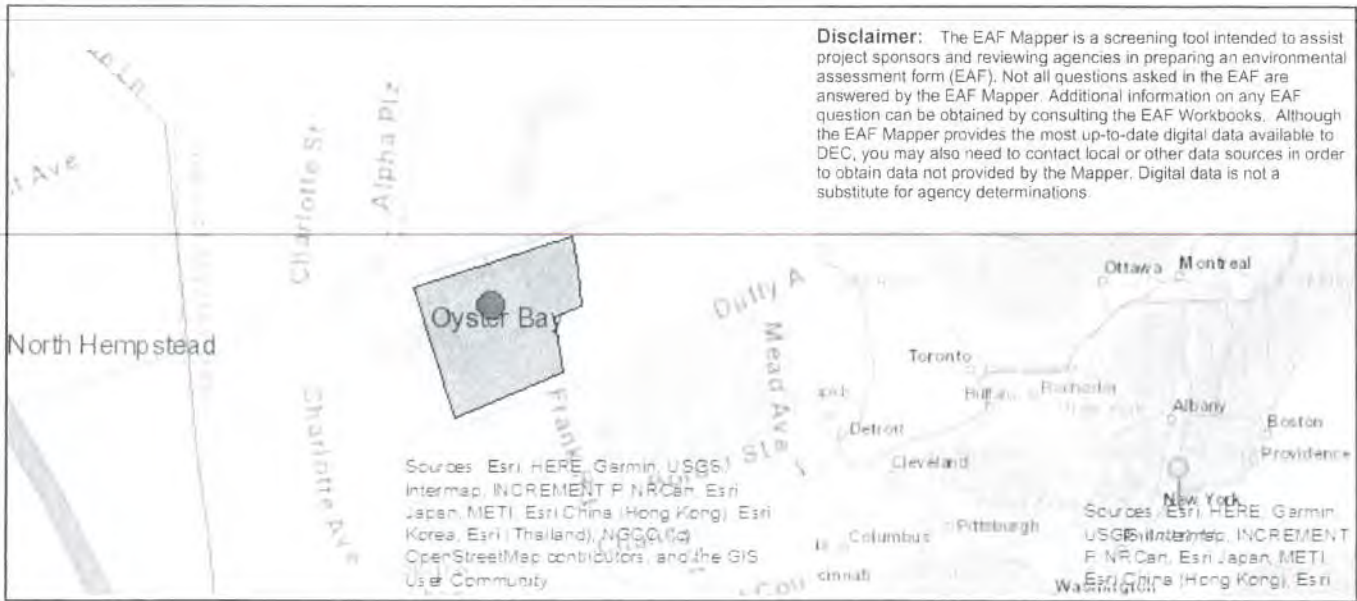 Disclaimer: The EAF Mapper is a screening tool intended to assist
project sponsors and reviewing agencies in preparing an environmental
assessment form (EAF). Not all questions asked in the EAF are
answered by the EAF Mapper. Additional information on any EAF
question can be obtained by consulting the EAF Workbooks. Although
the EAF Mapper provides the most up-to-date digital data available to
DEC, you may also need to contact local or other data sources in order
to obtain data not provided by the Mapper. Digital data is not a
substitute for agency determinations.
Ave
Charlotte St
Alpha Plz
North Hempstead
Oyster Bay
Duffy A
Mead Ave
Charlotte Ave
Sources: Esri, HERE, Garmin, USGS,
Intermap, INCREMENT P, NRCan, Esri
Japan, METI, Esri China (Hong Kong), Esri
Korea, Esri (Thailand), NGCC, (c)
OpenStreetMap contributors, and the GIS
User Community
Ottawa
Montreal
Toronto
Buffalo
Rochester
Albany
Boston
Detroit
Cleveland
Providence
New York
Columbus
Pittsburgh
cinnati
Washington
Sources: Esri, HERE, Garmin,
USGS, Intermap, INCREMENT
P, NRCan, Esri Japan, METI,
Esri China (Hong Kong), Esri